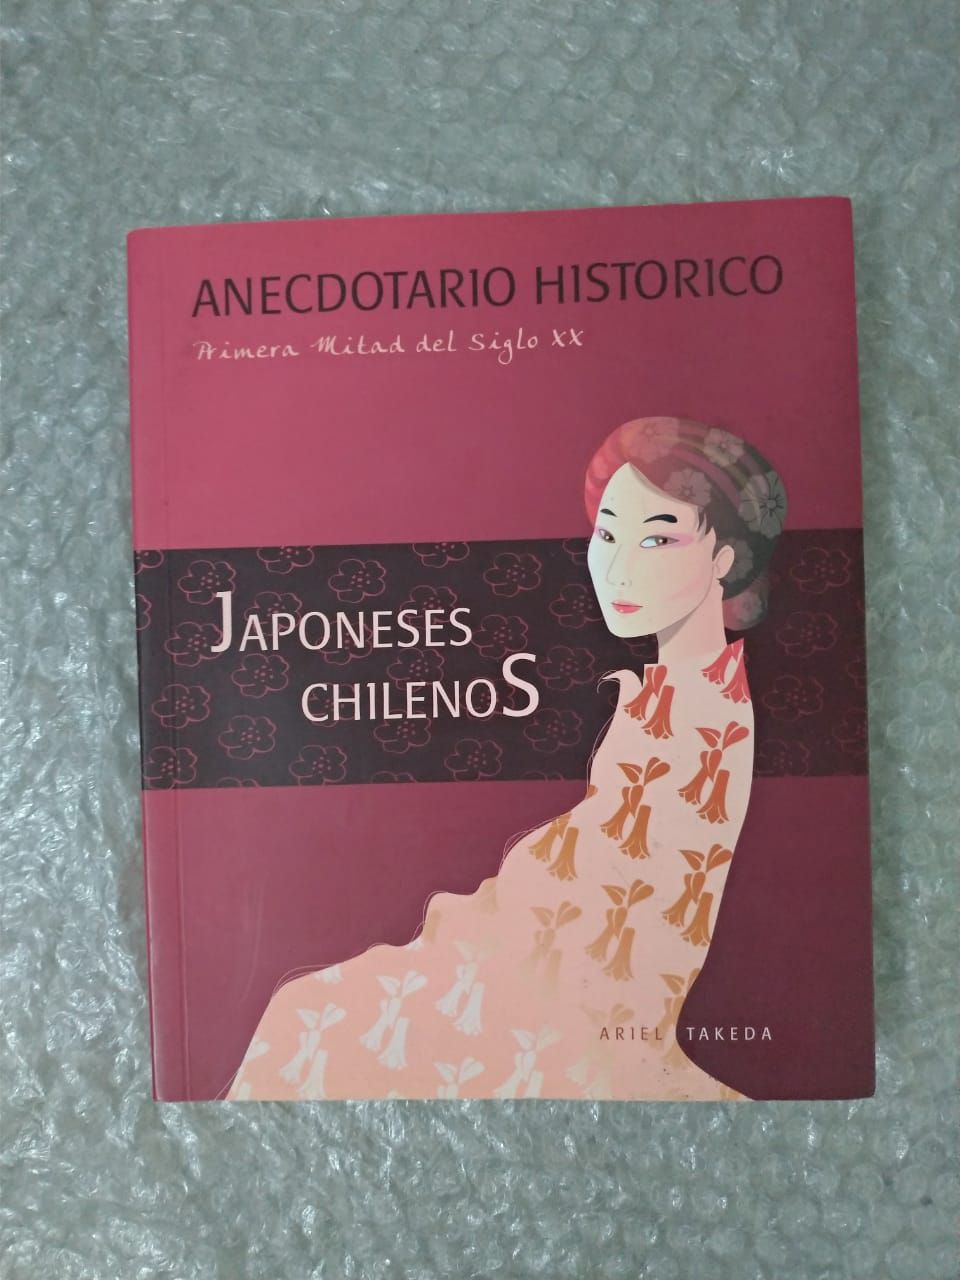 ANECDOTARIO HISTORICO
Primera Mitad del Siglo XX
JAPONESES
CHILENOS
ARIEL TAKEDA